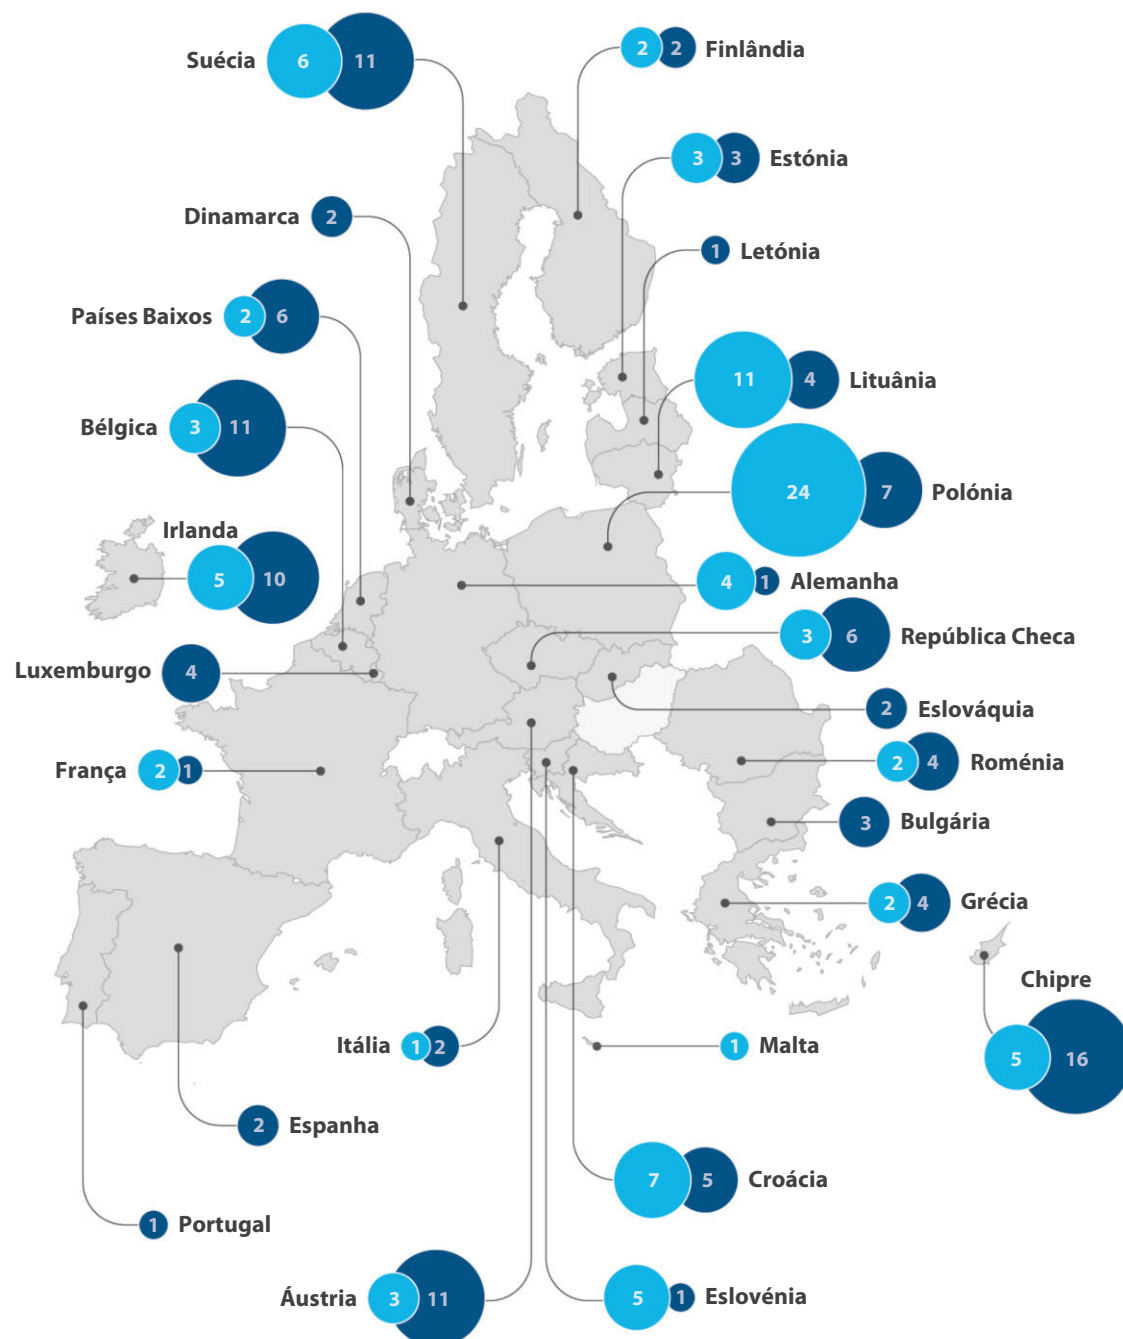 Suécia 6 11
2 2 Finlândia
3 3 Estónia
Dinamarca 2
1 Letónia
Países Baixos 2 6
11 4 Lituânia
Bélgica 3 11
24 7 Polónia
Irlanda
5 10
4 1 Alemanha
3 6 República Checa
Luxemburgo 4
2 Eslováquia
França 2 1
2 4 Roménia
3 Bulgária
2 4 Grécia
Chipre
5 16
Itália 1 2
1 Malta
2 Espanha
7 5 Croácia
1 Portugal
Áustria 3 11
5 1 Eslovénia